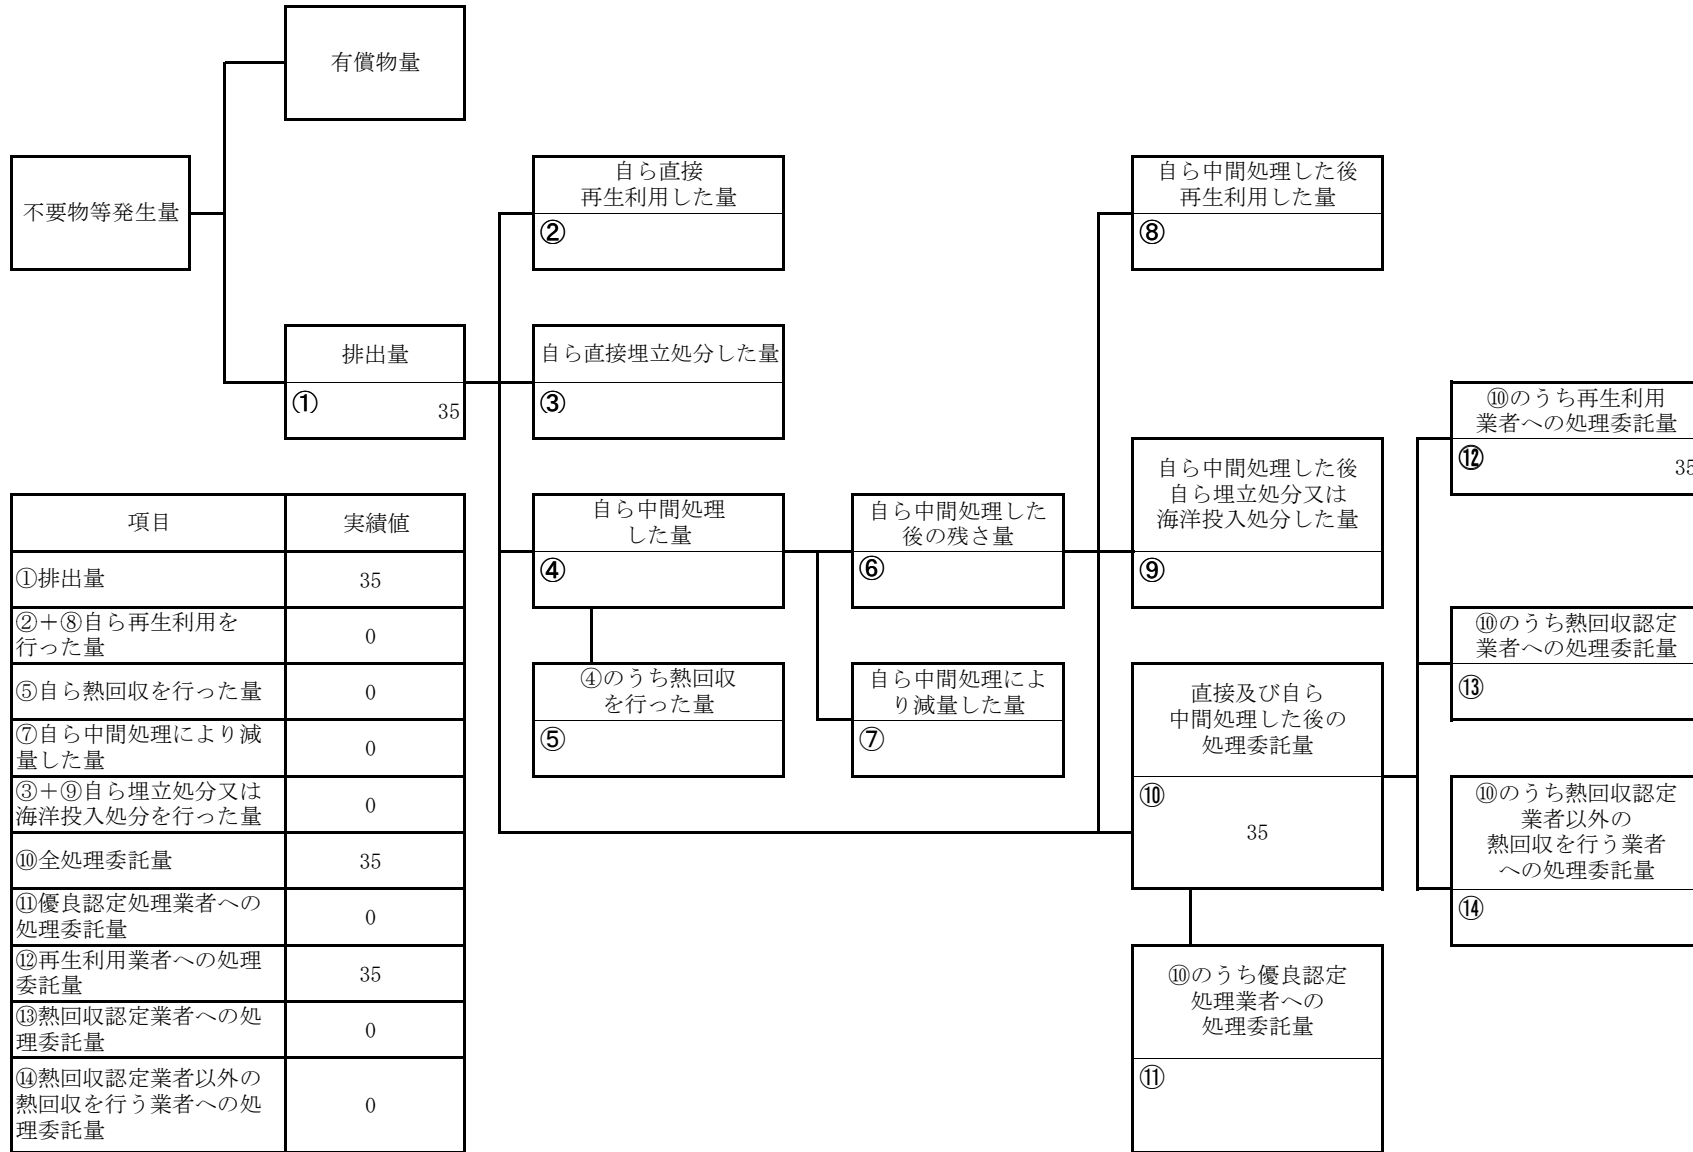 有償物量
不要物等発生量
自ら直接
再生利用した量
②
自ら中間処理した後
再生利用した量
⑧
排出量
① 35
自ら直接埋立処分した量
③
⑩のうち再生利用
業者への処理委託量
⑫ 35
自ら中間処理
した量
④
自ら中間処理した
後の残さ量
⑥
自ら中間処理した後
自ら埋立処分又は
海洋投入処分した量
⑨
④のうち熱回収
を行った量
⑤
自ら中間処理によ
り減量した量
⑦
直接及び自ら
中間処理した後の
処理委託量
⑩
35
⑩のうち熱回収認定
業者への処理委託量
⑬
⑩のうち熱回収認定
業者以外の
熱回収を行う業者
への処理委託量
⑭
⑩のうち優良認定
処理業者への
処理委託量
⑪
項目 実績値
①排出量 35
②＋⑧自ら再生利用を
行った量 0
⑤自ら熱回収を行った量 0
⑦自ら中間処理により減
量した量 0
③＋⑨自ら埋立処分又は
海洋投入処分を行った量 0
⑩全処理委託量 35
⑪優良認定処理業者への
処理委託量 0
⑫再生利用業者への処理
委託量 35
⑬熱回収認定業者への処
理委託量 0
⑭熱回収認定業者以外の
熱回収を行う業者への処
理委託量 0